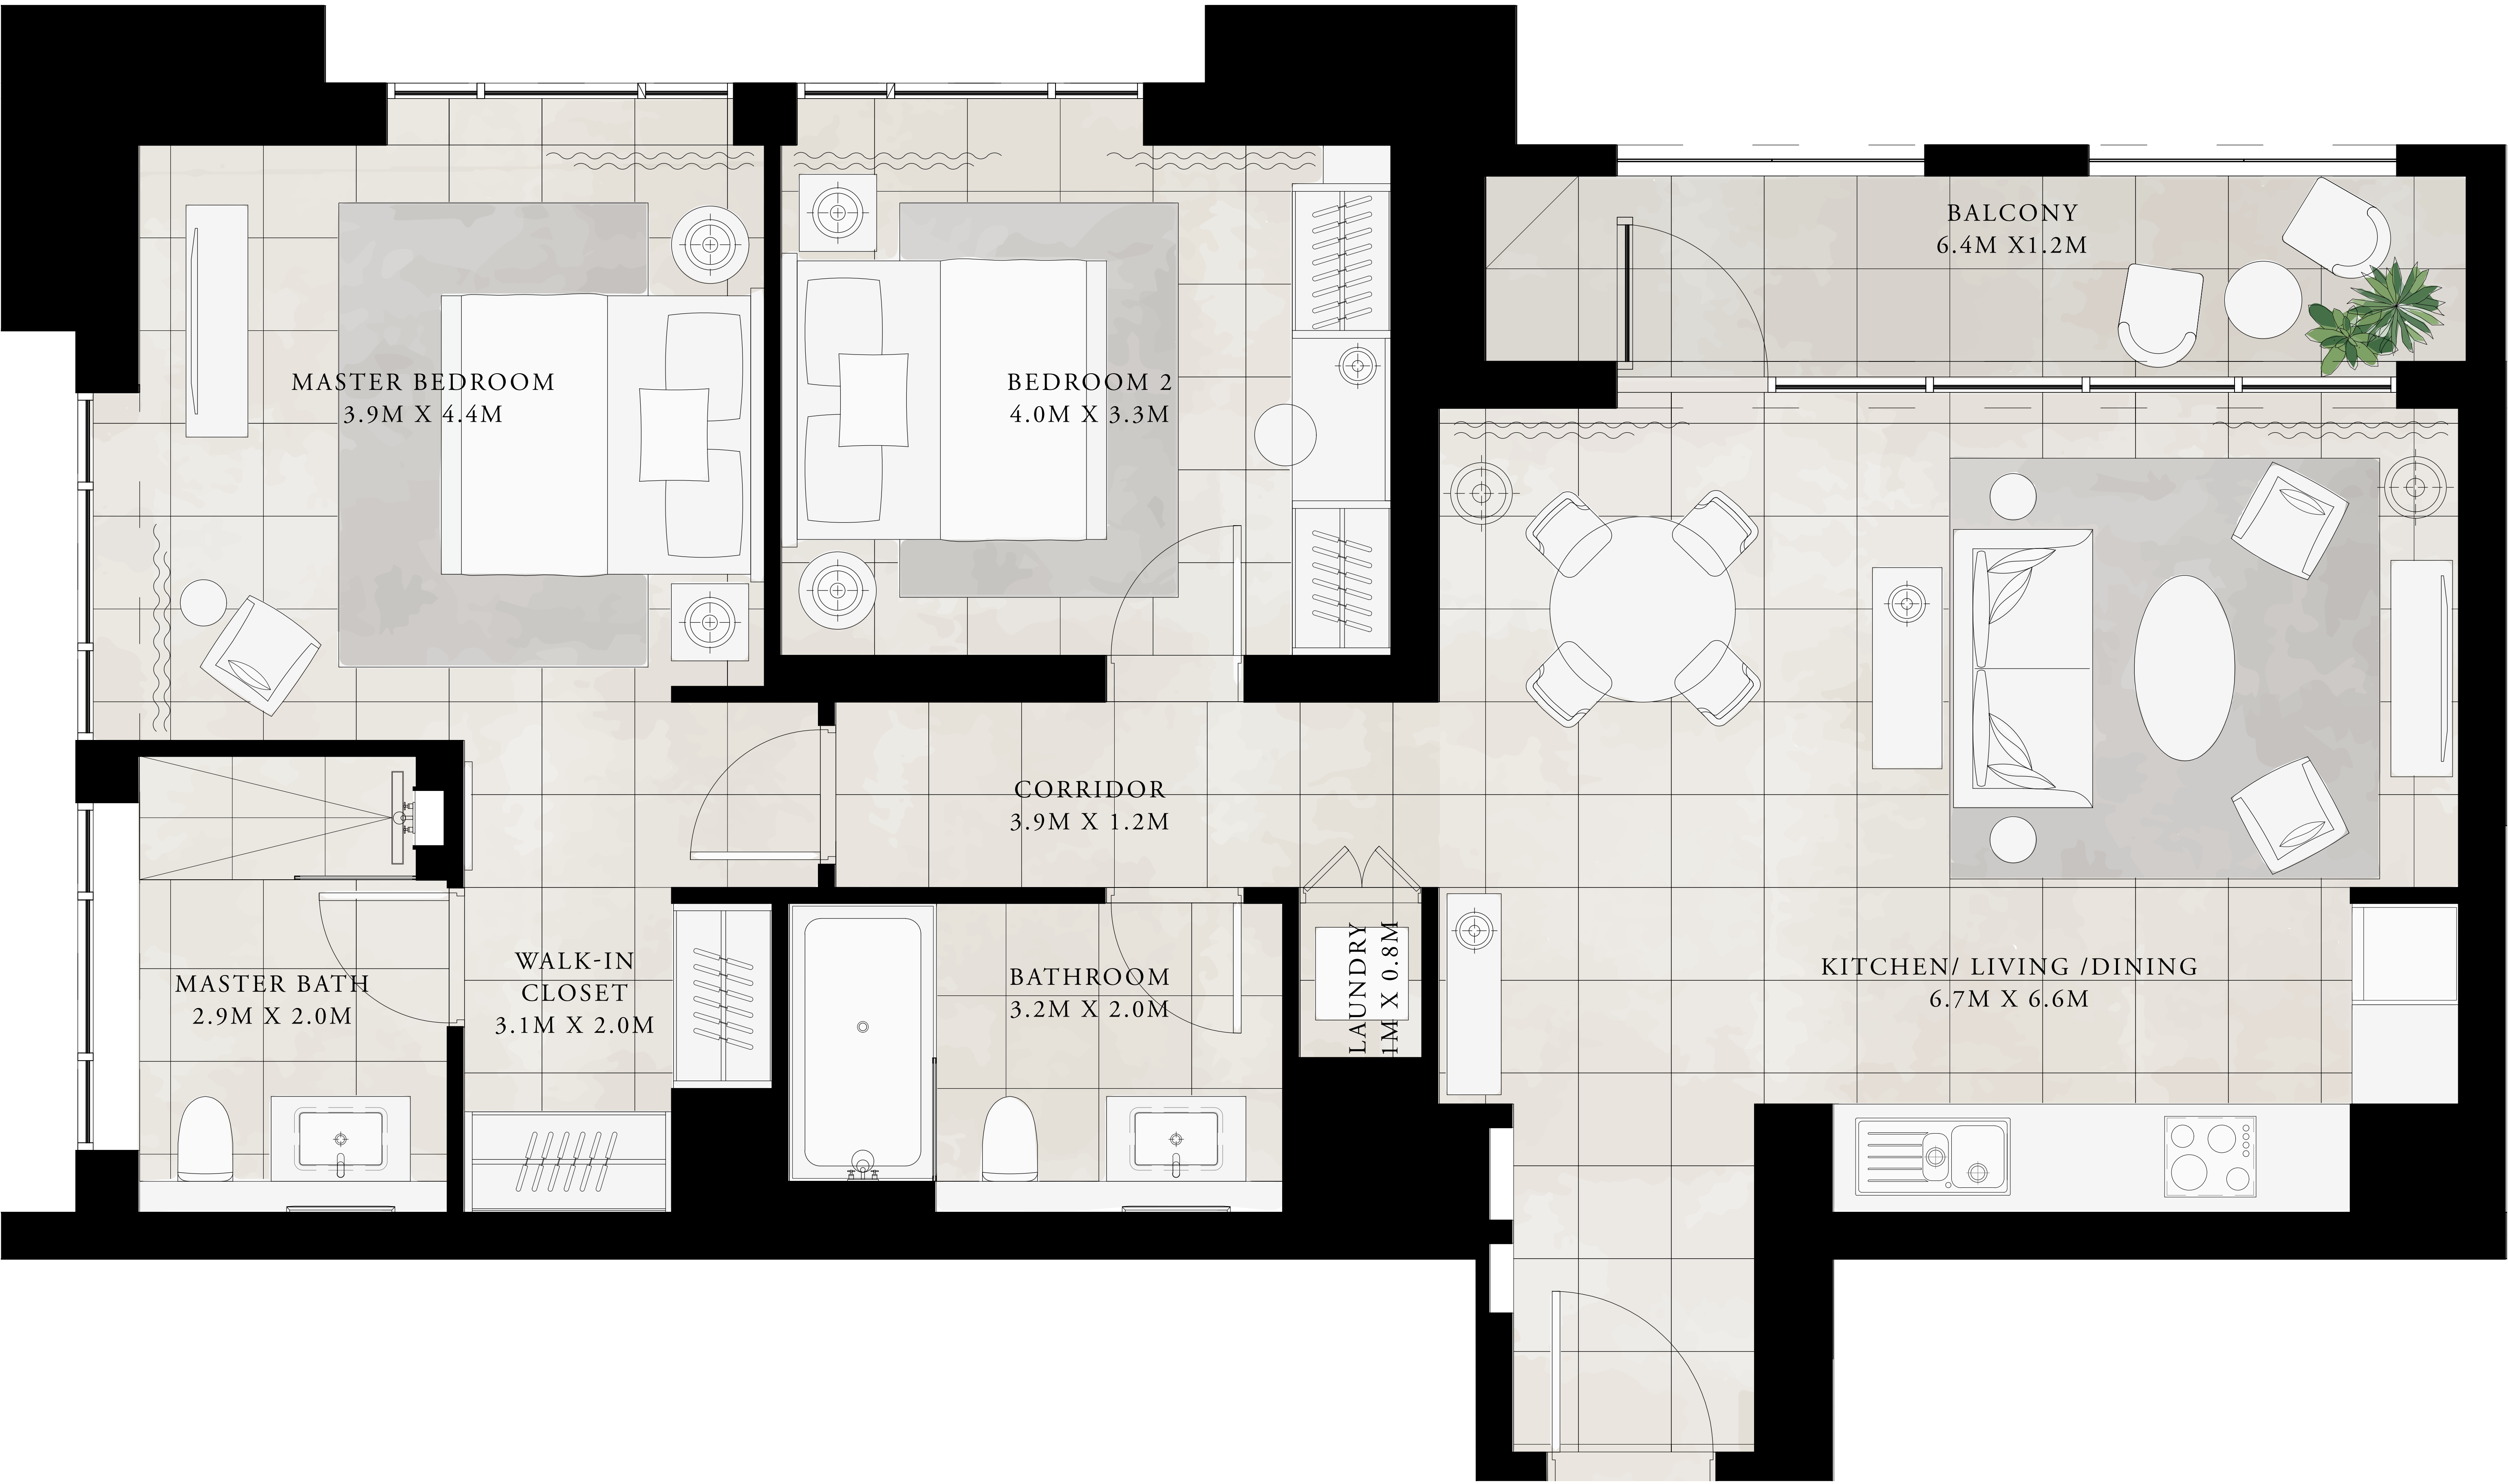 BALCONY
6.4M X1.2M
MASTER BEDROOM
3.9M X 4.4M
BEDROOM 2
4.0M X 3.3M
CORRIDOR
3.9M X 1.2M
MASTER BATH
2.9M X 2.0M
WALK-IN
CLOSET
3.1M X 2.0M
BATHROOM
3.2M X 2.0M
LAUNDRY
1M X 0.8M
KITCHEN/ LIVING /DINING
6.7M X 6.6M